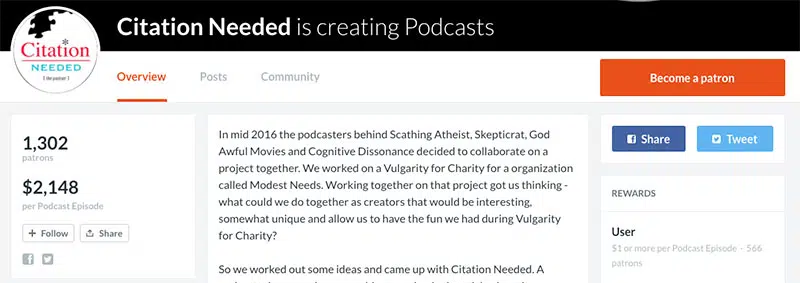 Citation Needed is creating Podcasts
Citation
NEEDED
[ the podcast ]
Overview
Posts
Community
Become a patron
1,302
patrons
$2,148
per Podcast Episode
+ Follow
Share
In mid 2016 the podcasters behind Scathing Atheist, Skepticrat, God
Awful Movies and Cognitive Dissonance decided to collaborate on a
project together. We worked on a Vulgarity for Charity for a organization
called Modest Needs. Working together on that project got us thinking -
what could we do together as creators that would be interesting,
somewhat unique and allow us to have the fun we had during Vulgarity
for Charity?
So we worked out some ideas and came up with Citation Needed. A
Share
Tweet
REWARDS
User
$1 or more per Podcast Episode · 566
patrons